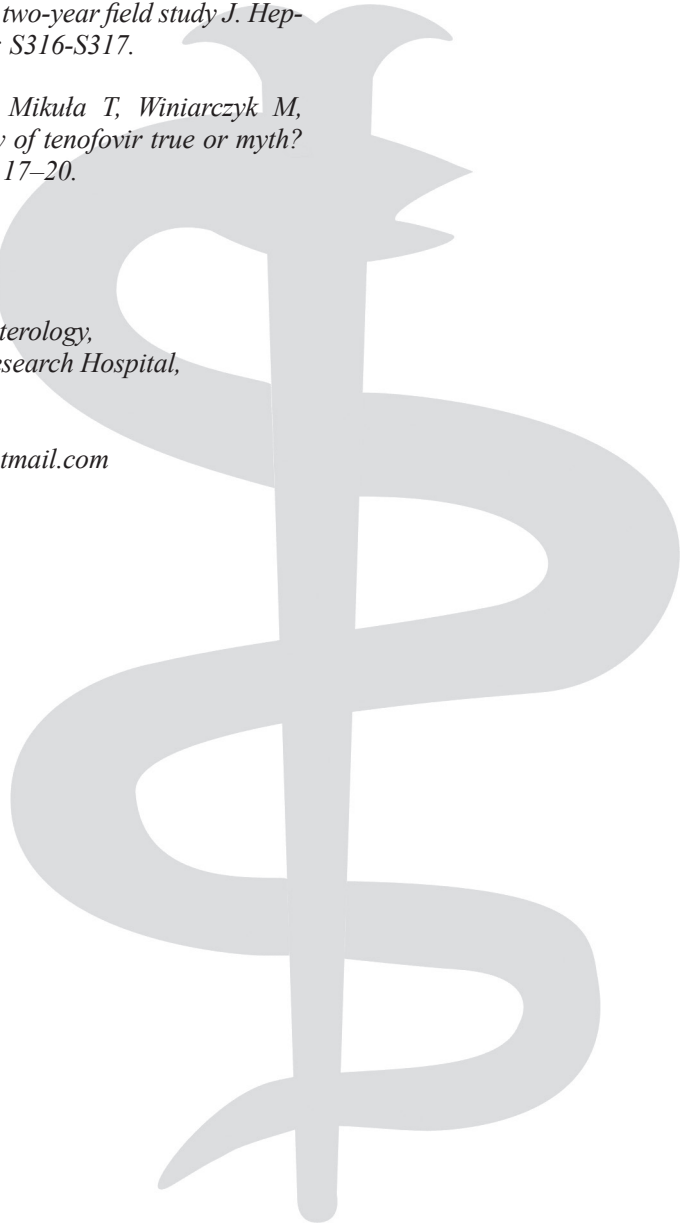 two-year field study J. Hep-
S316-S317.
Mikuła T, Winiarczyk M,
of tenofovir true or myth?
17–20.
terology,
search Hospital,
tmail.com